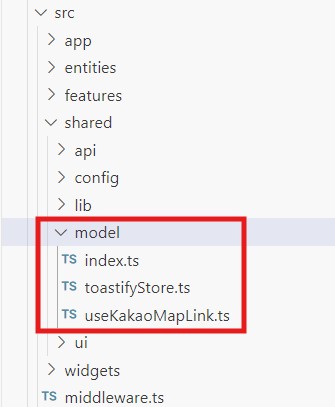 src
app
entities
features
shared
api
config
lib
model
TS index.ts
TS toastifyStore.ts
TS useKakaoMapLink.ts
ui
widgets
TS middleware.ts